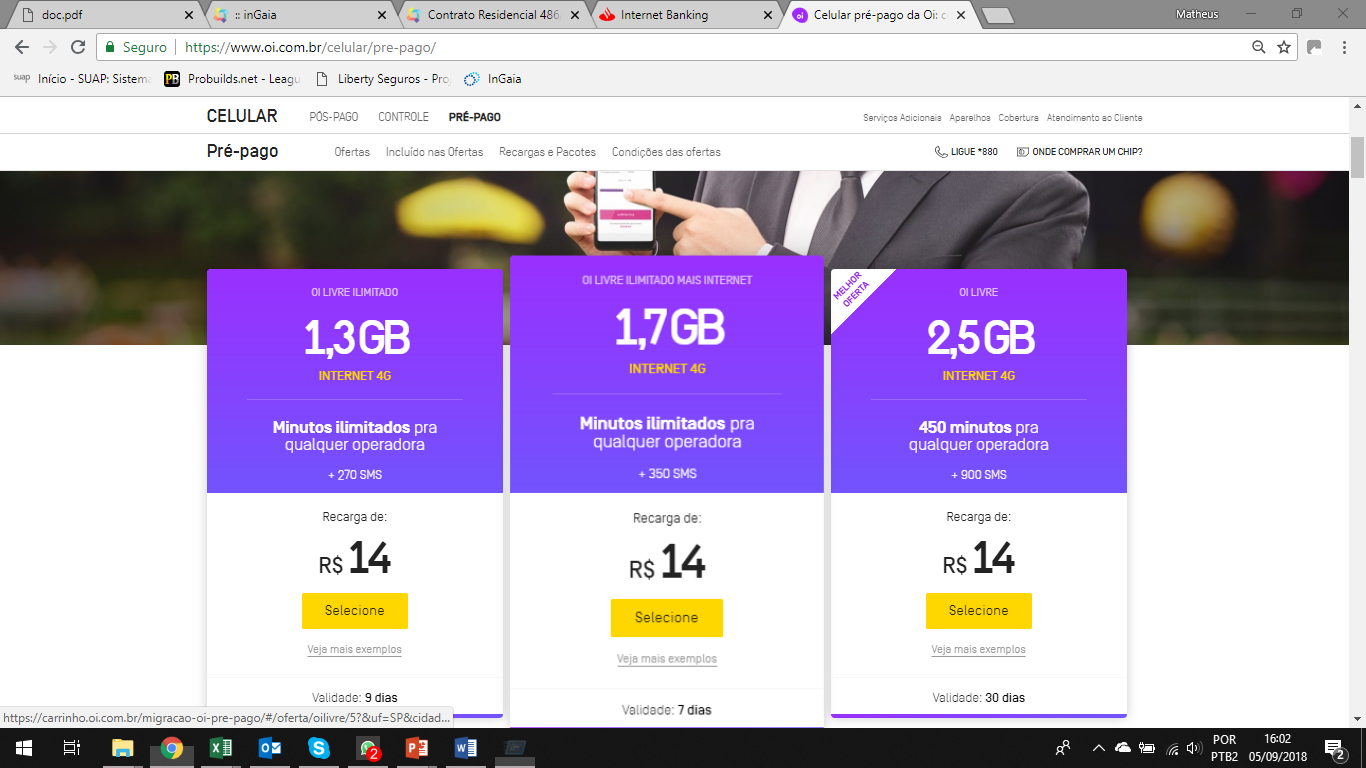 doc.pdf
:: inGaia
Contrato Residencial 486
Internet Banking
Celular pré-pago da Oi: c
Matheus
Seguro
https://www.oi.com.br/celular/pre-pago/
suap
Início - SUAP: Sistema
PB
Probuilds.net - Leagu
Liberty Seguros - Pro
InGaia
CELULAR
PÓS-PAGO
CONTROLE
PRÉ-PAGO
Serviços Adicionais
Aparelhos
Cobertura
Atendimento ao Cliente
Pré-pago
Ofertas
Incluído nas Ofertas
Recargas e Pacotes
Condições das ofertas
LIGUE *880
ONDE COMPRAR UM CHIP?
OI LIVRE ILIMITADO
1,3GB
INTERNET 4G
Minutos ilimitados pra
qualquer operadora
+ 270 SMS
Recarga de:
R$ 14
Selecione
Veja mais exemplos
Validade: 9 dias
OI LIVRE ILIMITADO MAIS INTERNET
1,7GB
INTERNET 4G
Minutos ilimitados pra
qualquer operadora
+ 350 SMS
Recarga de:
R$ 14
Selecione
Veja mais exemplos
Validade: 7 dias
MELHOR
OFERTA
OI LIVRE
2,5GB
INTERNET 4G
450 minutos pra
qualquer operadora
+ 900 SMS
Recarga de:
R$ 14
Selecione
Veja mais exemplos
Validade: 30 dias
https://carrinho.oi.com.br/migracao-oi-pre-pago/#/oferta/oilivre/5?&uf=SP&cidad...
2
POR
PTB2
16:02
05/09/2018
2